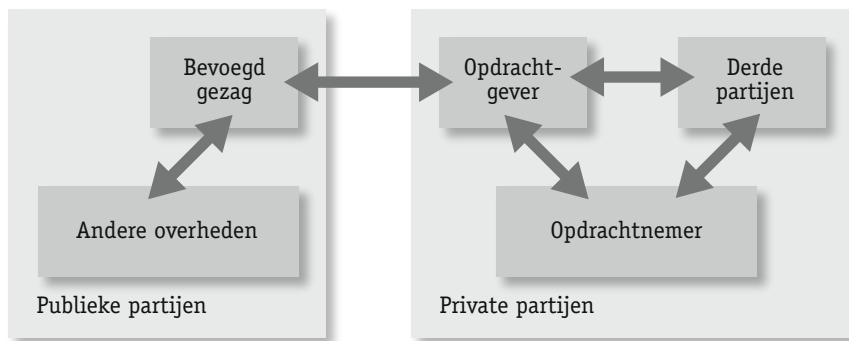 Bevoegd
gezag
Andere overheden
Publieke partijen
Opdracht-
gever
Derde
partijen
Opdrachtnemer
Private partijen